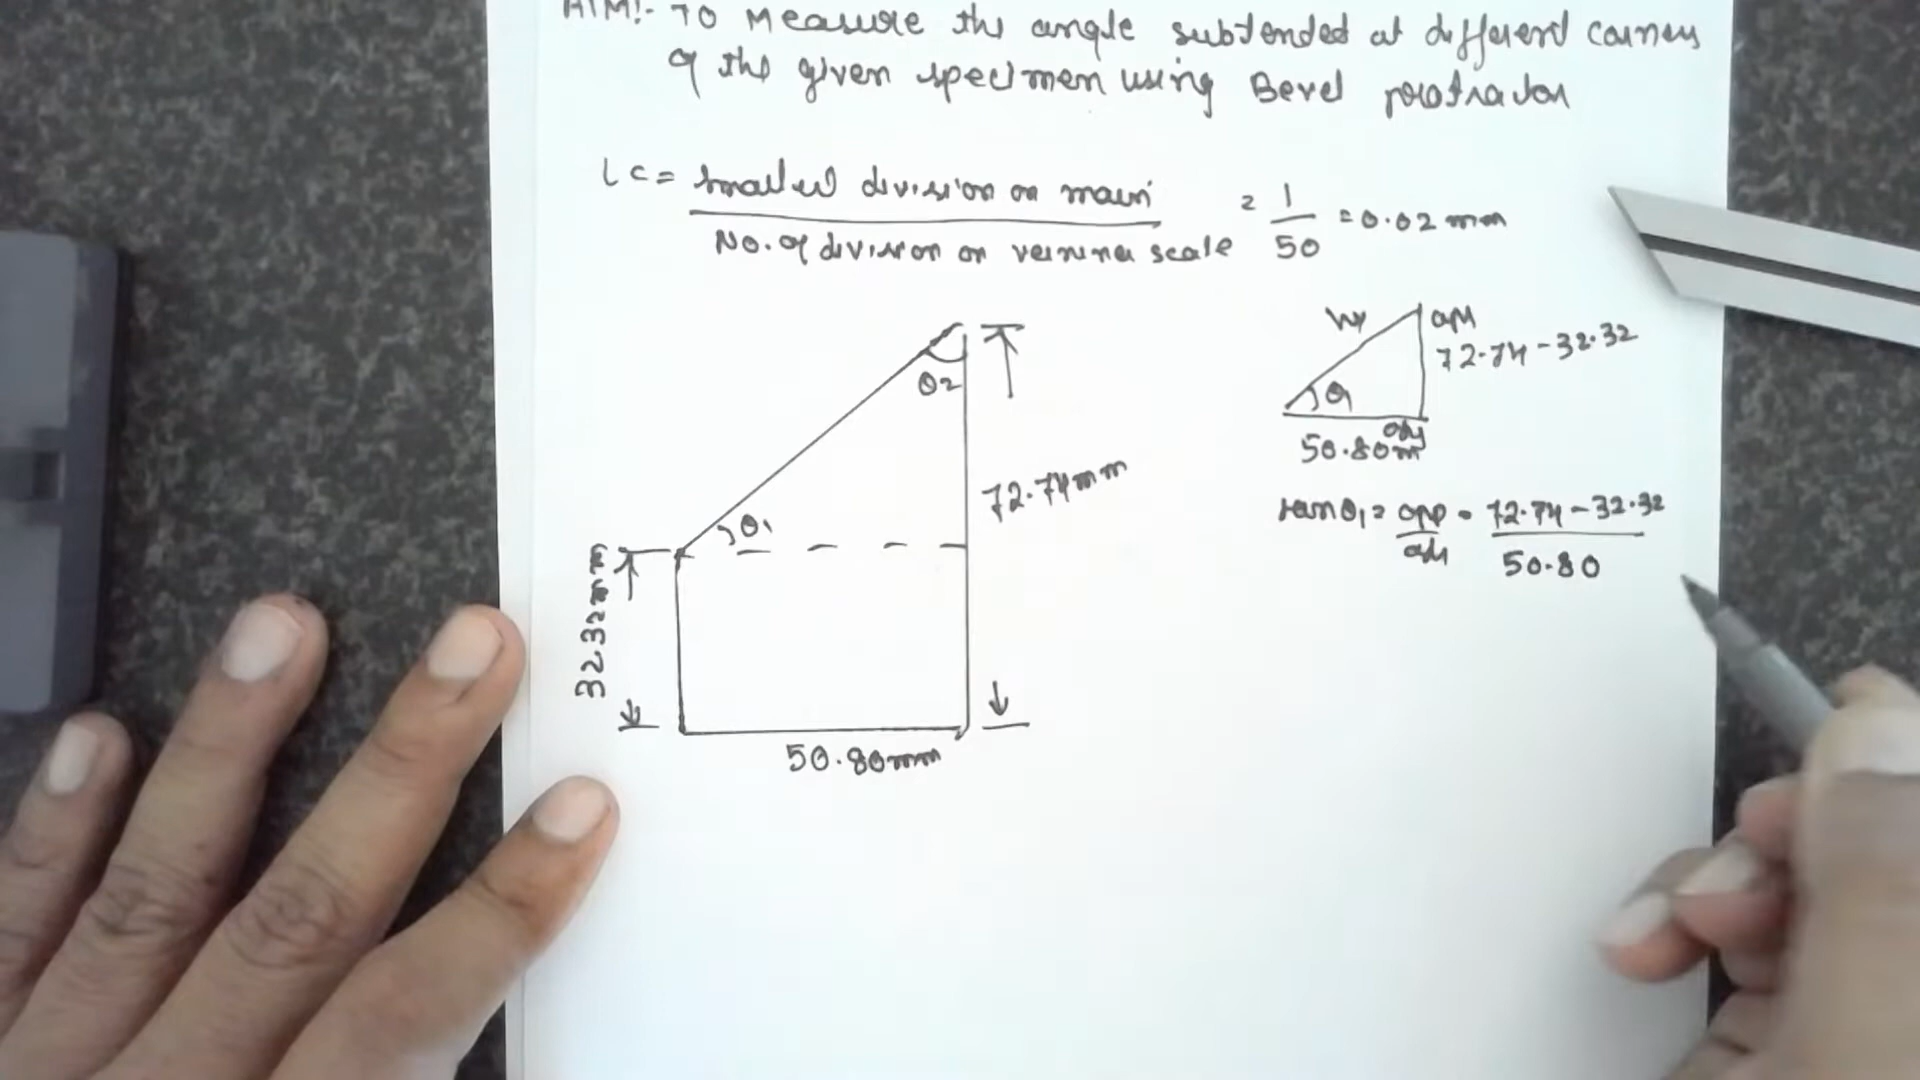 AIM:- To Measure the angle subtended at different corners
of the given specimen using Bevel protractor
LC = Smallest division on main
No. of division on vernier scale
= 1/50 = 0.02 mm
θ2
θ1
32.32mm
72.74mm
50.80mm
hy
opp
72.74-32.32
θ1
adj
50.80m
tanθ1 = opp/adj = 72.74-32.32
50.80